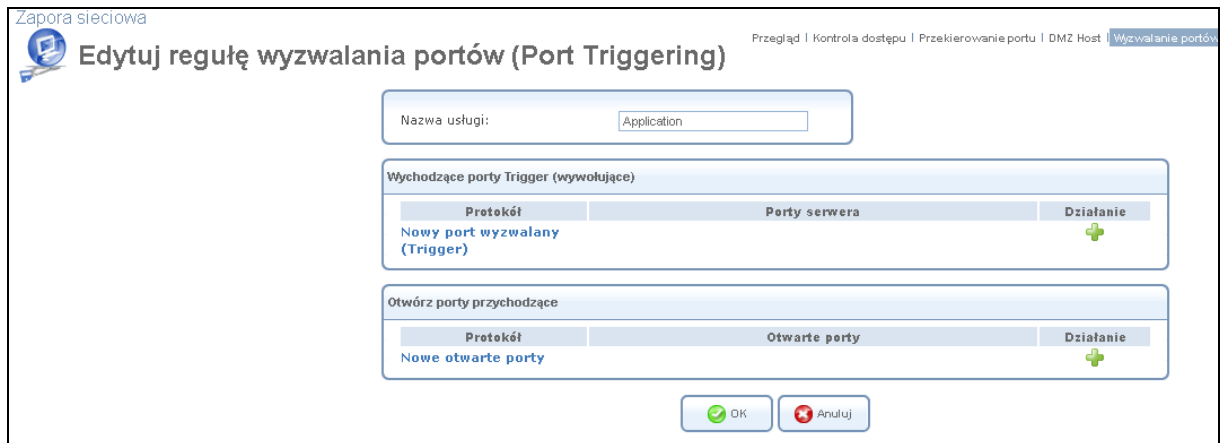 Zapora sieciowa
Edytuj regułę wyzwalania portów (Port Triggering)
Przegląd | Kontrola dostępu | Przekierowanie portu | DMZ Host | Wyzwalanie portów
Nazwa usługi: Application
Wychodzące porty Trigger (wywołujące)
Protokół Porty serwera Działanie
Nowy port wyzwalany
(Trigger)
Otwórz porty przychodzące
Protokół Otwarte porty Działanie
Nowe otwarte porty
OK Anuluj